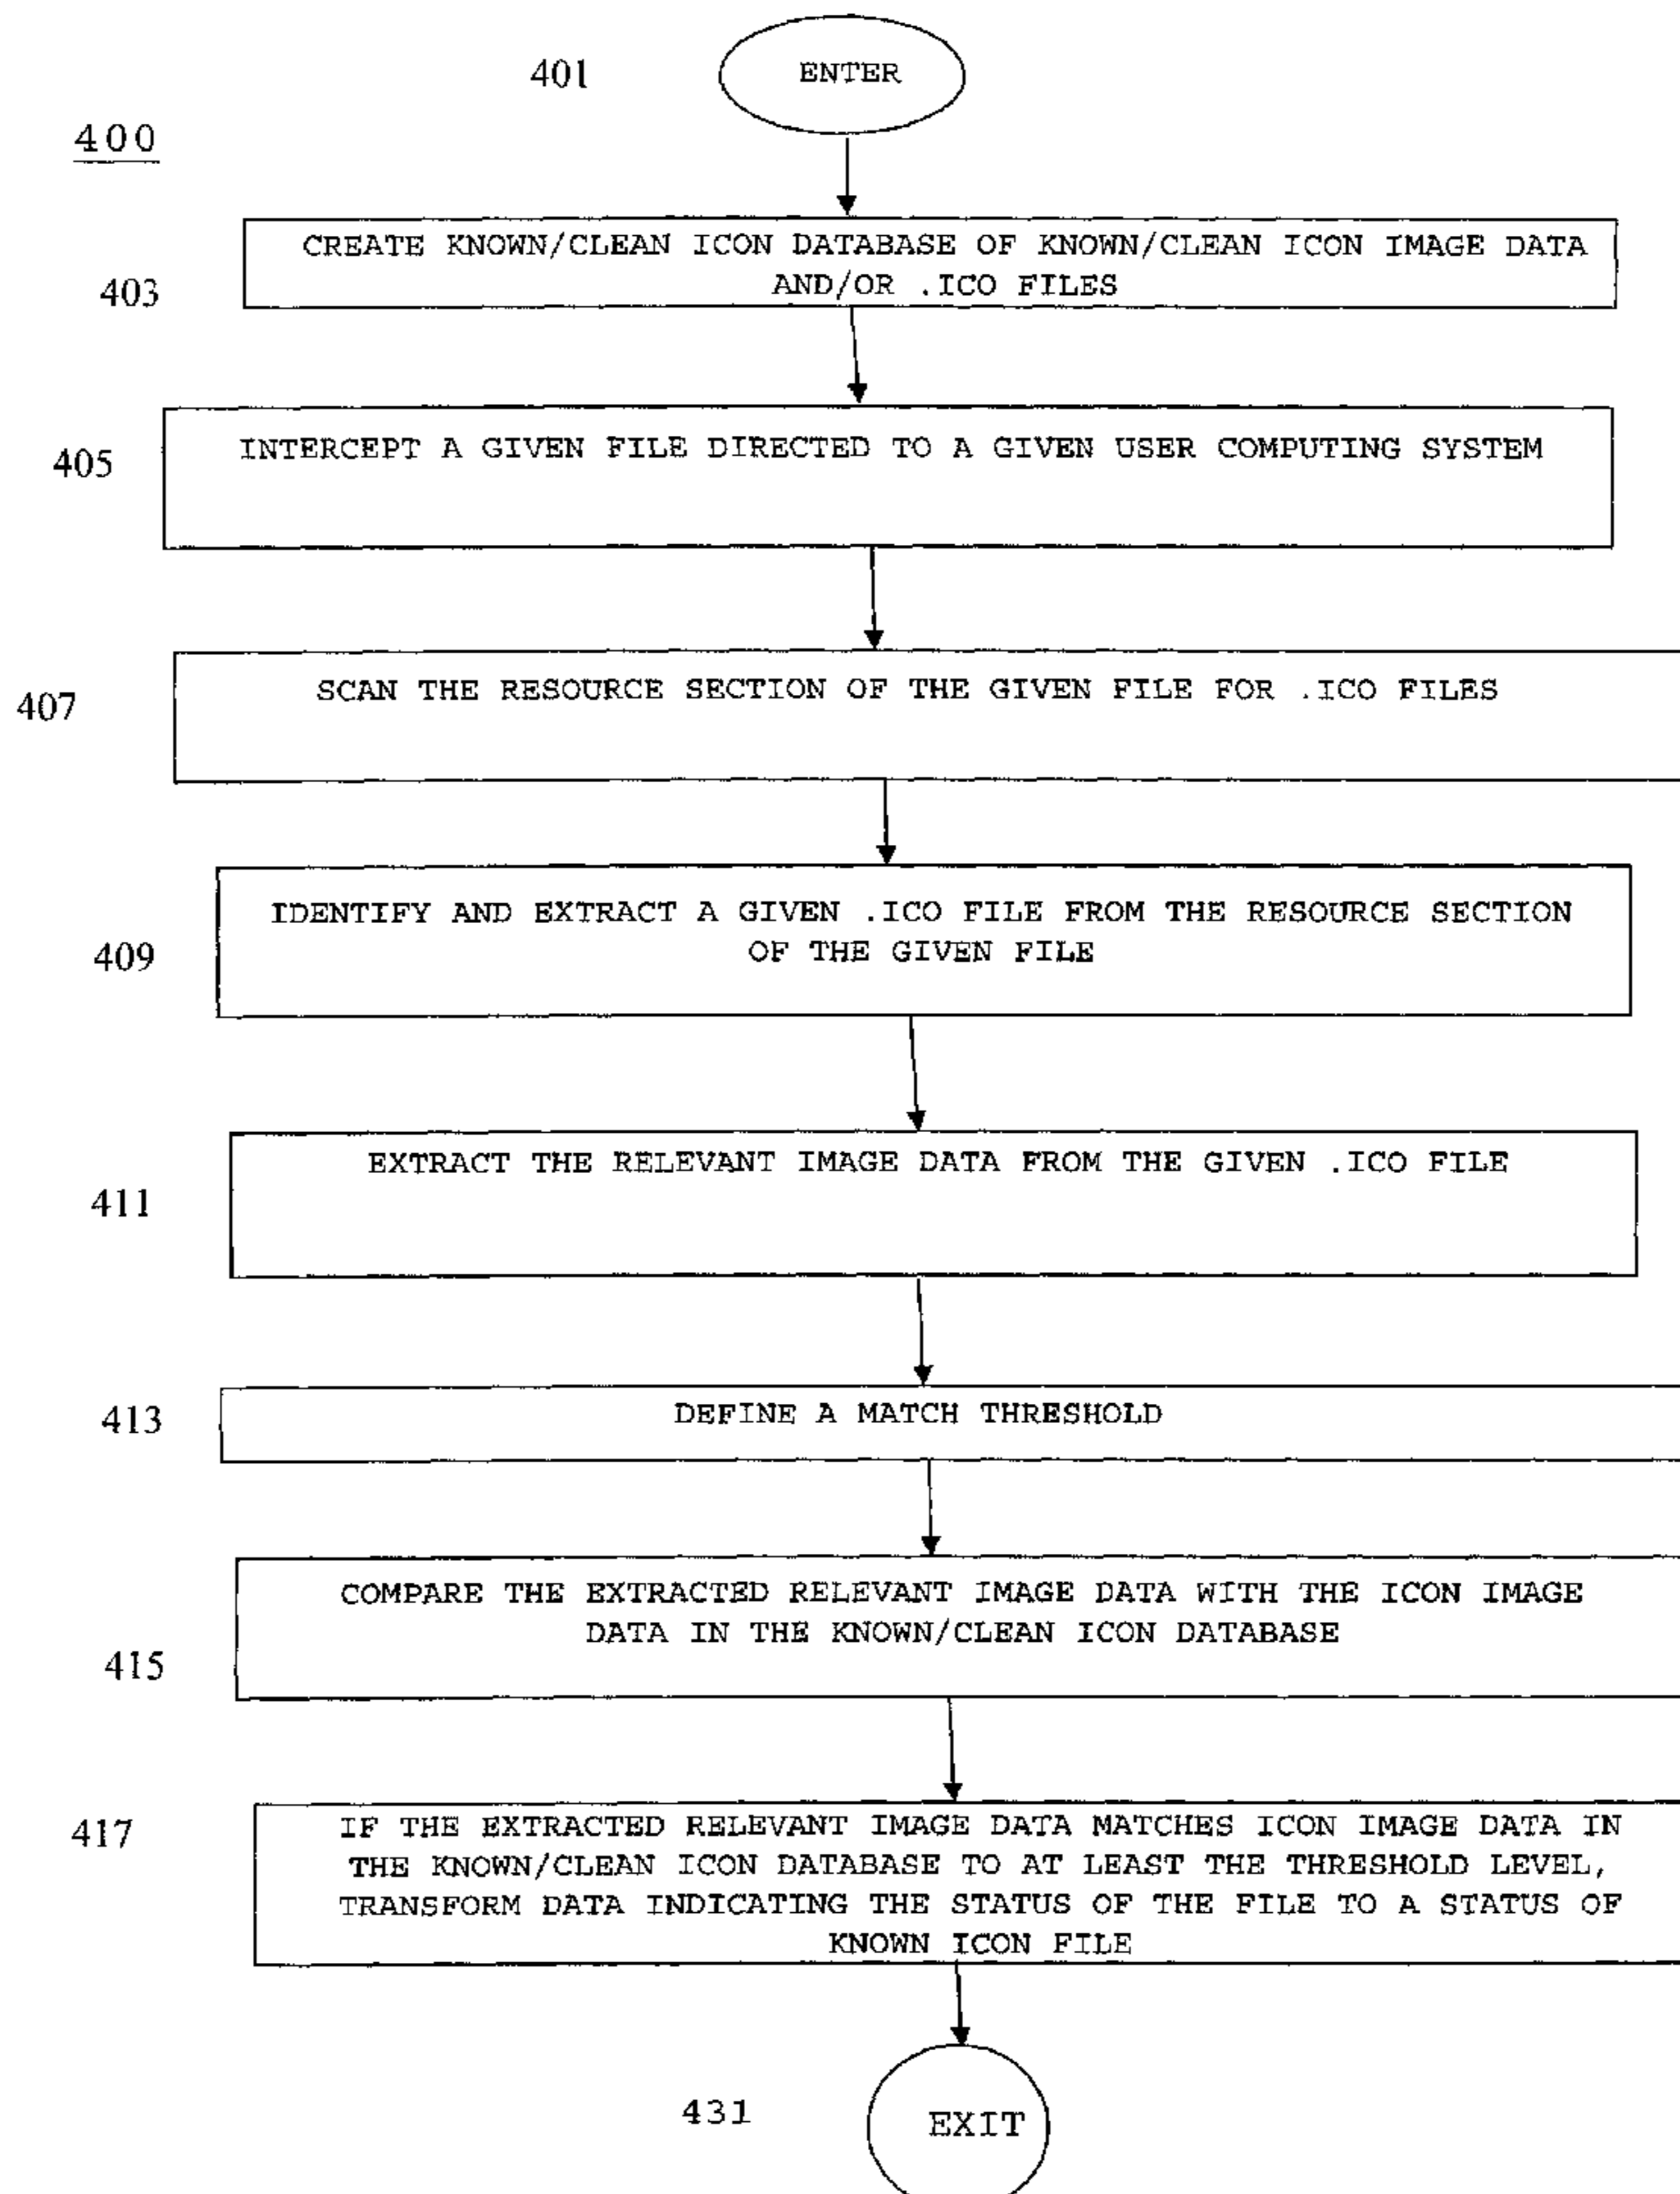 401
ENTER
400
CREATE KNOWN/CLEAN ICON DATABASE OF KNOWN/CLEAN ICON IMAGE DATA
AND/OR .ICO FILES
403
INTERCEPT A GIVEN FILE DIRECTED TO A GIVEN USER COMPUTING SYSTEM
405
SCAN THE RESOURCE SECTION OF THE GIVEN FILE FOR .ICO FILES
407
IDENTIFY AND EXTRACT A GIVEN .ICO FILE FROM THE RESOURCE SECTION
OF THE GIVEN FILE
409
EXTRACT THE RELEVANT IMAGE DATA FROM THE GIVEN .ICO FILE
411
DEFINE A MATCH THRESHOLD
413
COMPARE THE EXTRACTED RELEVANT IMAGE DATA WITH THE ICON IMAGE
DATA IN THE KNOWN/CLEAN ICON DATABASE
415
417
IF THE EXTRACTED RELEVANT IMAGE DATA MATCHES ICON IMAGE DATA IN
THE KNOWN/CLEAN ICON DATABASE TO AT LEAST THE THRESHOLD LEVEL,
TRANSFORM DATA INDICATING THE STATUS OF THE FILE TO A STATUS OF
KNOWN ICON FILE
431
EXIT